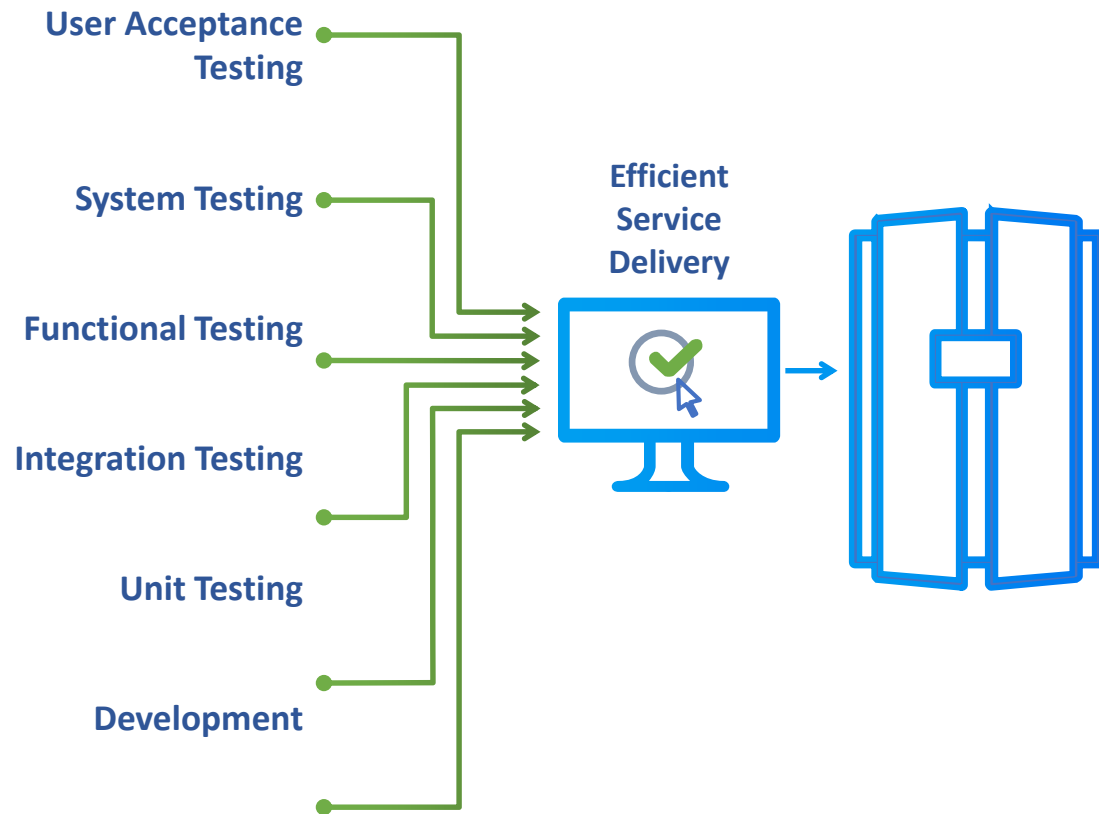 User Acceptance
Testing
System Testing
Efficient
Service
Delivery
Functional Testing
Integration Testing
Unit Testing
Development